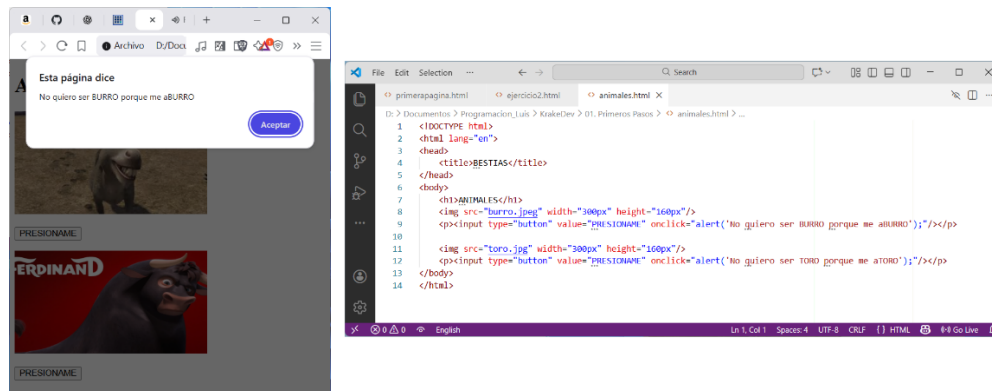 a
Archivo D:/Docu
Esta página dice
No quiero ser BURRO porque me aBURRO
Aceptar
A
PRESIONAME
FERDINAND
PRESIONAME
File Edit Selection ··· Search
primerapagina.html ejercicio2.html animales.html
D: > Documentos > Programacion_Luis > KrakeDev > 01. Primeros Pasos > animales.html > ...
1 <!DOCTYPE html>
2 <html lang="en">
3 <head>
4 <title>BESTIAS</title>
5 </head>
6 <body>
7 <h1>ANIMALES</h1>
8 <img src="burro.jpeg" width="300px" height="160px"/>
9 <p><input type="button" value="PRESIONAME" onclick="alert('No quiero ser BURRO porque me aBURRO');"/></p>
10
11 <img src="toro.jpg" width="300px" height="160px"/>
12 <p><input type="button" value="PRESIONAME" onclick="alert('No quiero ser TORO porque me aTORO');"/></p>
13 </body>
14 </html>
0 0 English Ln 1, Col 1 Spaces: 4 UTF-8 CRLF {} HTML Go Live